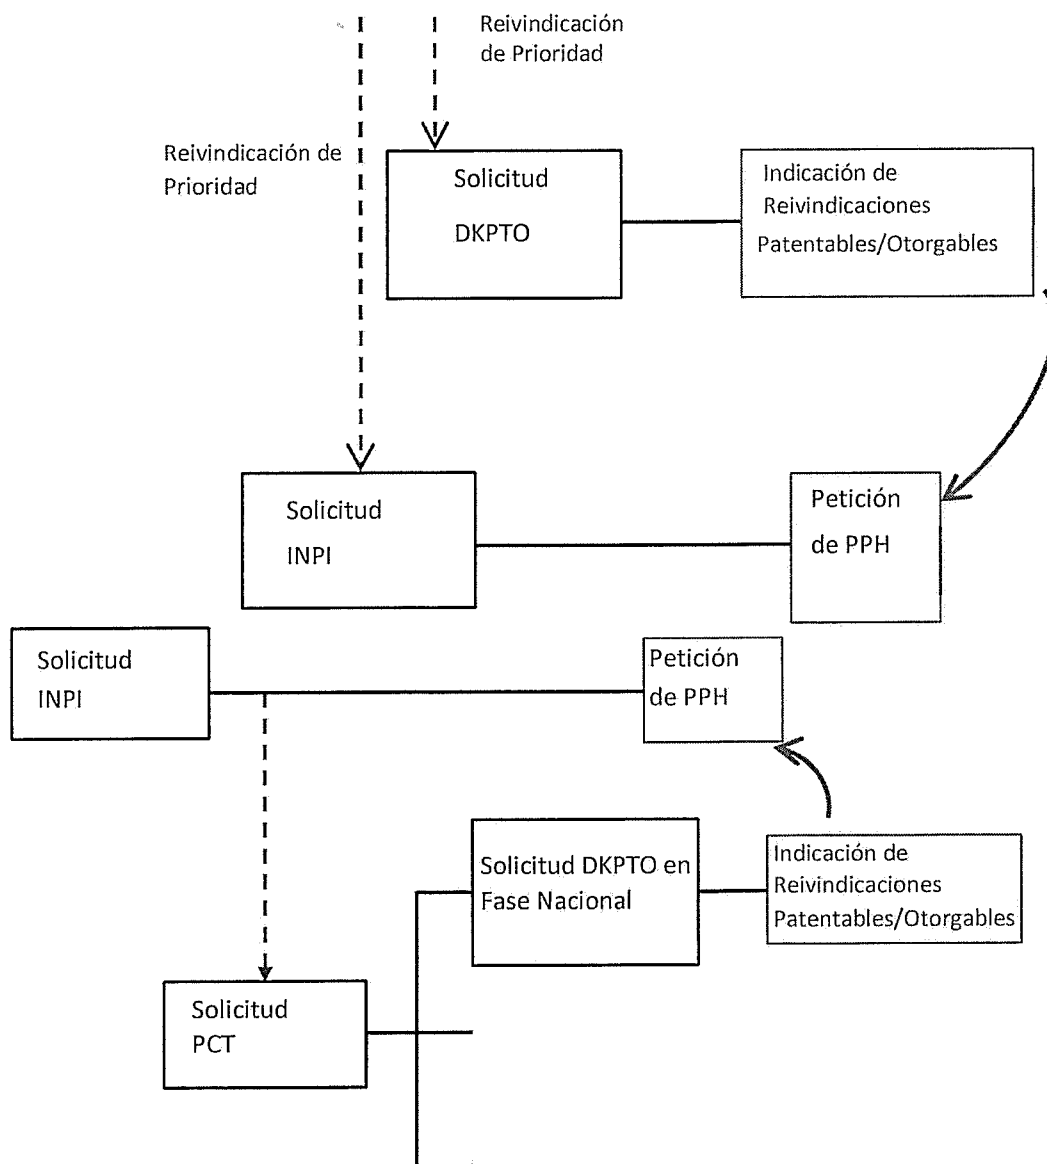 Reivindicación
de Prioridad
Reivindicación de
Prioridad
Solicitud
DKPTO
Indicación de
Reivindicaciones
Patentables/Otorgables
Solicitud
INPI
Petición
de PPH
Solicitud
INPI
Petición
de PPH
Solicitud DKPTO en
Fase Nacional
Indicación de
Reivindicaciones
Patentables/Otorgables
Solicitud
PCT